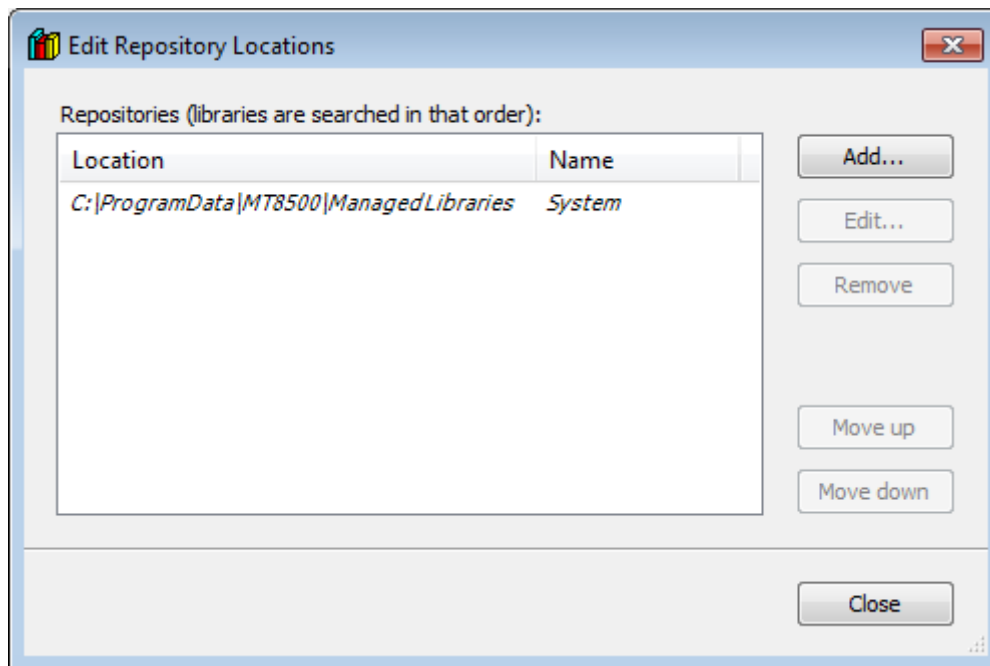 Edit Repository Locations
Repositories (libraries are searched in that order):
Location Name
C:\ProgramData\MT8500\ManagedLibraries System
Add...
Edit...
Remove
Move up
Move down
Close